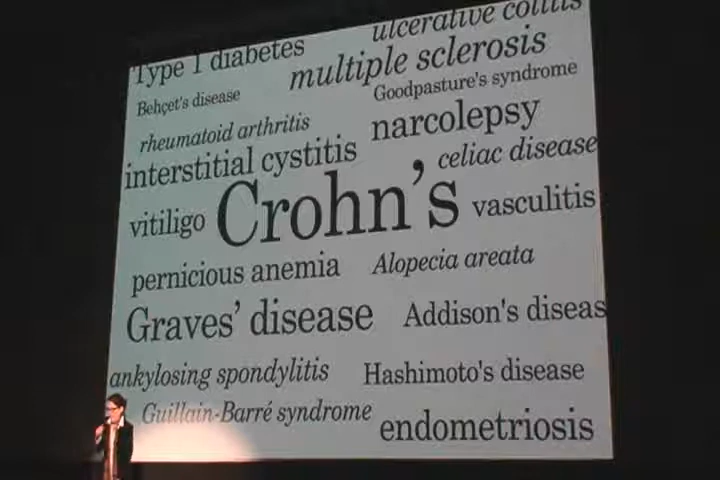 ulcerative colitis
Type 1 diabetes
multiple sclerosis
Goodpasture's syndrome
Behçet's disease
rheumatoid arthritis
narcolepsy
interstitial cystitis
celiac disease
Crohn's
vitiligo
vasculitis
pernicious anemia
Alopecia areata
Graves' disease
Addison's diseas
ankylosing spondylitis
Hashimoto's disease
Guillain-Barré syndrome
endometriosis